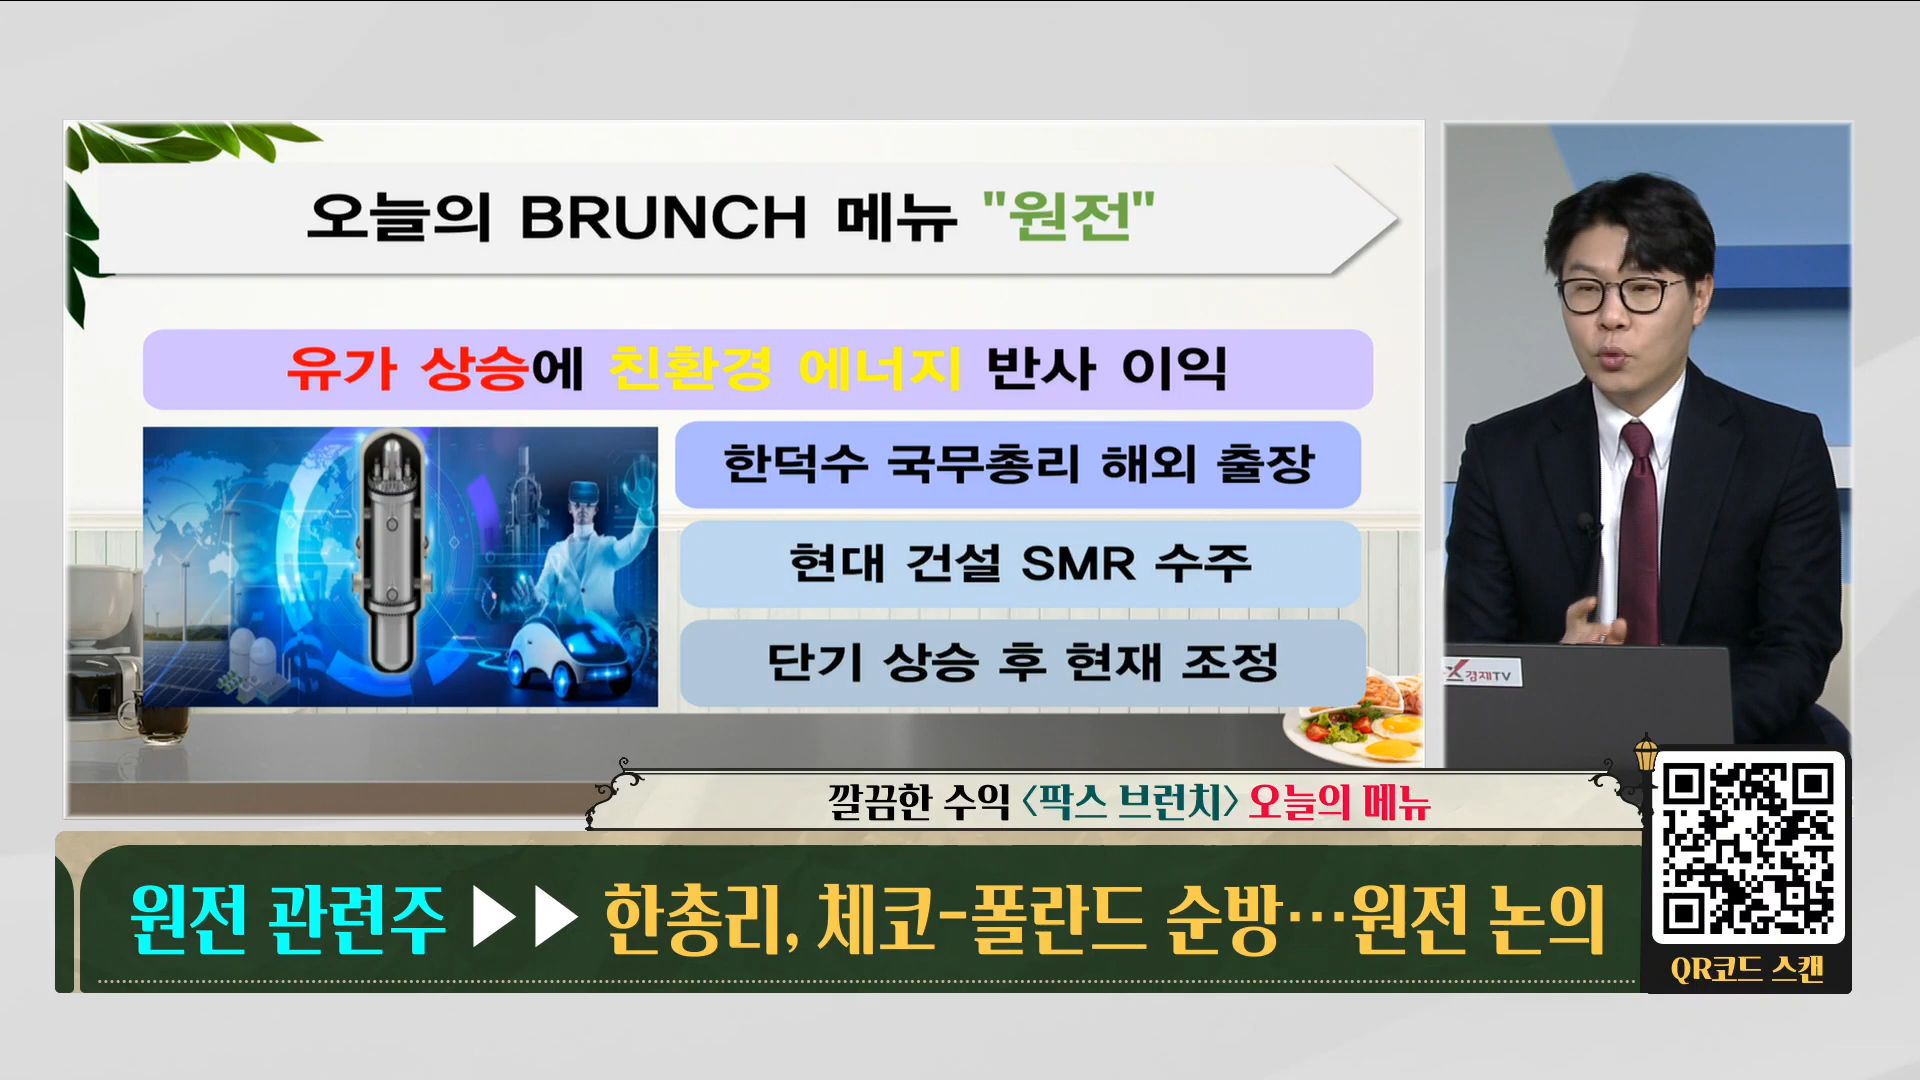 오늘의 BRUNCH 메뉴 "원전"
유가 상승에 친환경 에너지 반사 이익
한덕수 국무총리 해외 출장
현대 건설 SMR 수주
단기 상승 후 현재 조정
경제TV
깔끔한 수익 〈팍스 브런치〉 오늘의 메뉴
원전 관련주 ▶▶ 한총리, 체코-폴란드 순방…원전 논의
QR코드 스캔